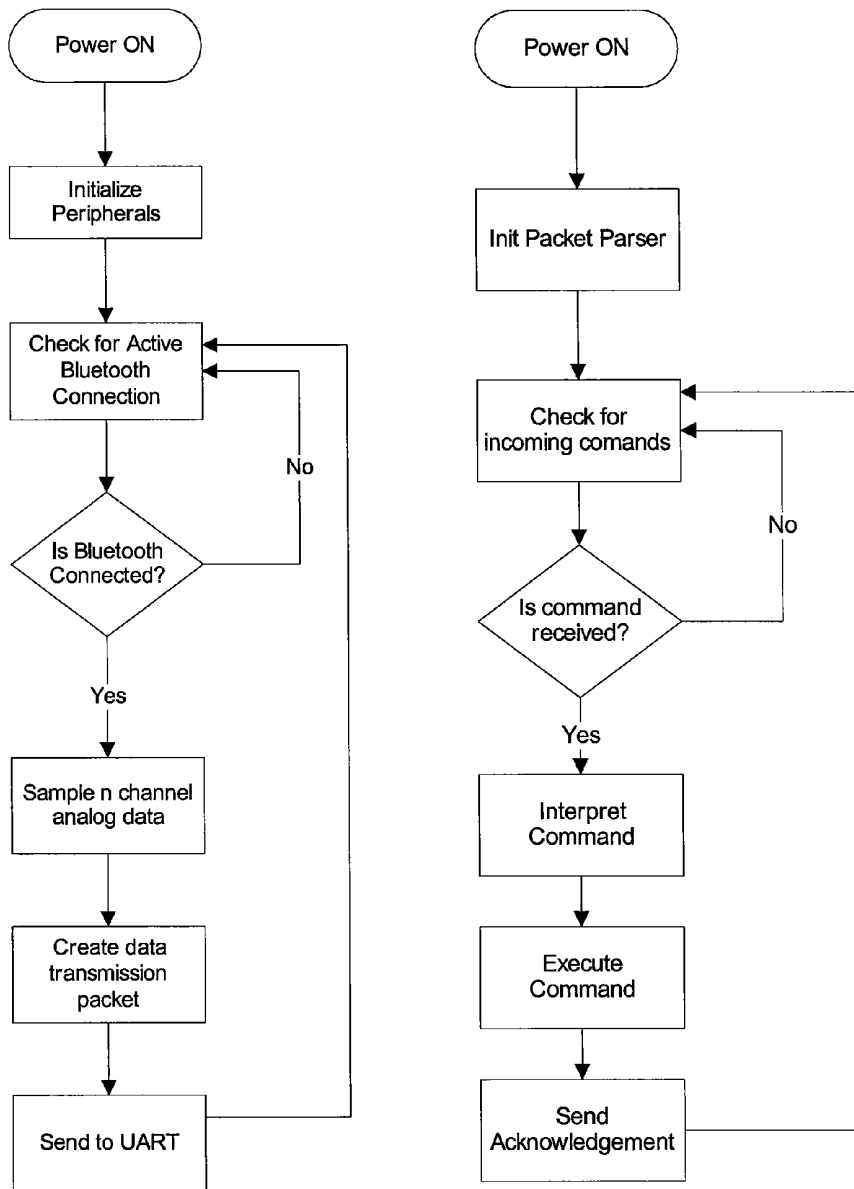 Power ON
Initialize
Peripherals
Check for Active
Bluetooth
Connection
No
Is Bluetooth
Connected?
Yes
Sample n channel
analog data
Create data
transmission
packet
Send to UART
Power ON
Init Packet Parser
Check for
incoming comands
No
Is command
received?
Yes
Interpret
Command
Execute
Command
Send
Acknowledgement